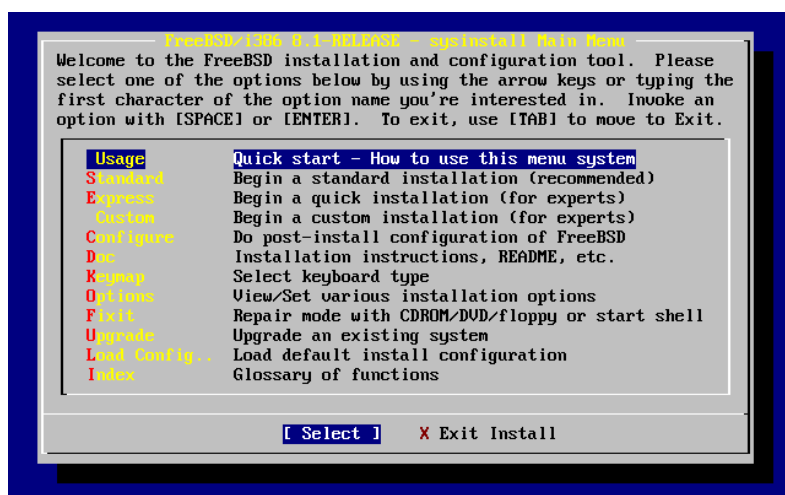 FreeBSD/i386 8.1-RELEASE - sysinstall Main Menu
Welcome to the FreeBSD installation and configuration tool.  Please
select one of the options below by using the arrow keys or typing the
first character of the option name you're interested in.  Invoke an
option with [SPACE] or [ENTER].  To exit, use [TAB] to move to Exit.
Usage Quick start - How to use this menu system
Standard Begin a standard installation (recommended)
Express Begin a quick installation (for experts)
Custom Begin a custom installation (for experts)
Configure Do post-install configuration of FreeBSD
Doc Installation instructions, README, etc.
Keymap Select keyboard type
Options View/Set various installation options
Fixit Repair mode with CDROM/DVD/floppy or start shell
Upgrade Upgrade an existing system
Load Config.. Load default install configuration
Index Glossary of functions
[ Select ] X Exit Install